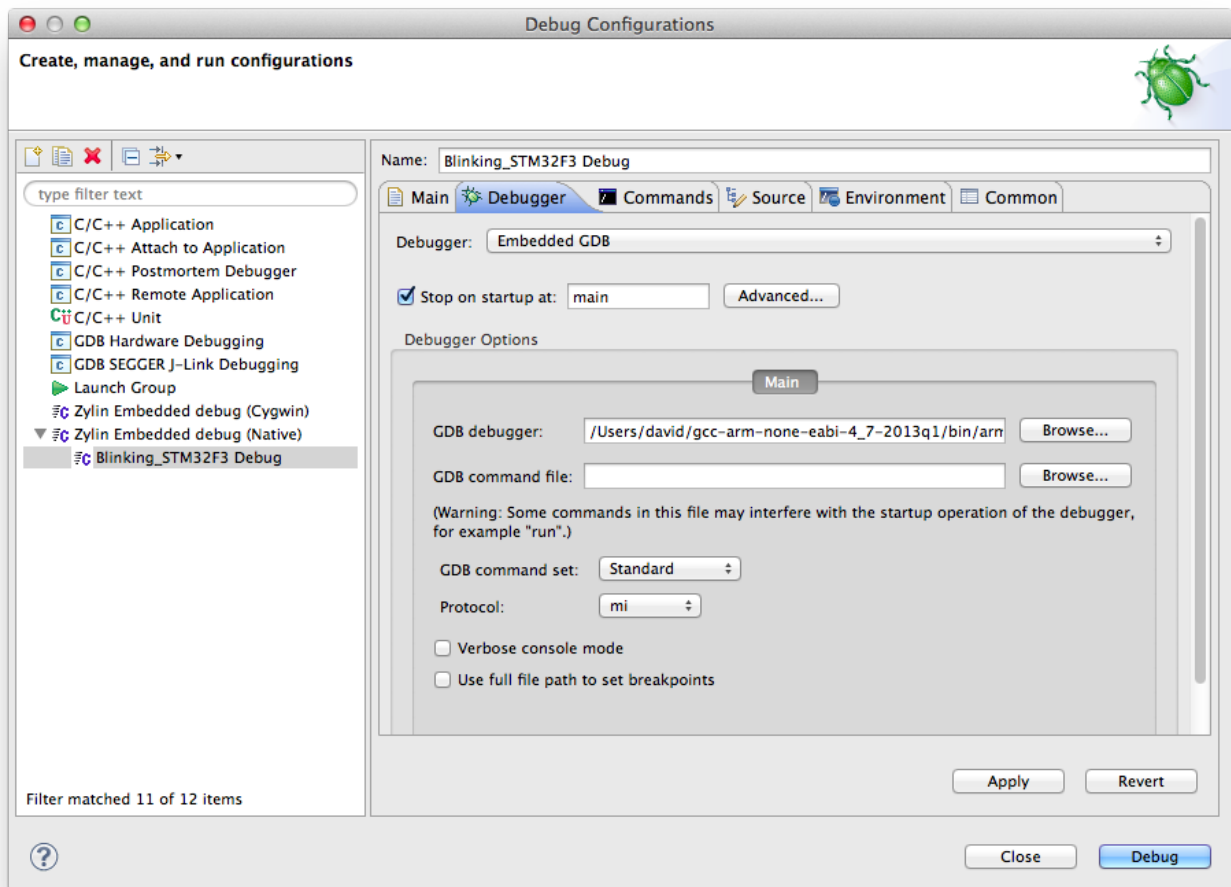 Debug Configurations
Create, manage, and run configurations
type filter text
C/C++ Application
C/C++ Attach to Application
C/C++ Postmortem Debugger
C/C++ Remote Application
C/C++ Unit
GDB Hardware Debugging
GDB SEGGER J-Link Debugging
Launch Group
Zylin Embedded debug (Cygwin)
Zylin Embedded debug (Native)
Blinking_STM32F3 Debug
Filter matched 11 of 12 items
Name: Blinking_STM32F3 Debug
Main Debugger Commands Source Environment Common
Debugger: Embedded GDB
Stop on startup at: main Advanced...
Debugger Options
Main
GDB debugger: /Users/david/gcc-arm-none-eabi-4_7-2013q1/bin/arm Browse...
GDB command file: Browse...
(Warning: Some commands in this file may interfere with the startup operation of the debugger,
for example "run".)
GDB command set: Standard
Protocol: mi
Verbose console mode
Use full file path to set breakpoints
Apply Revert
? Close Debug